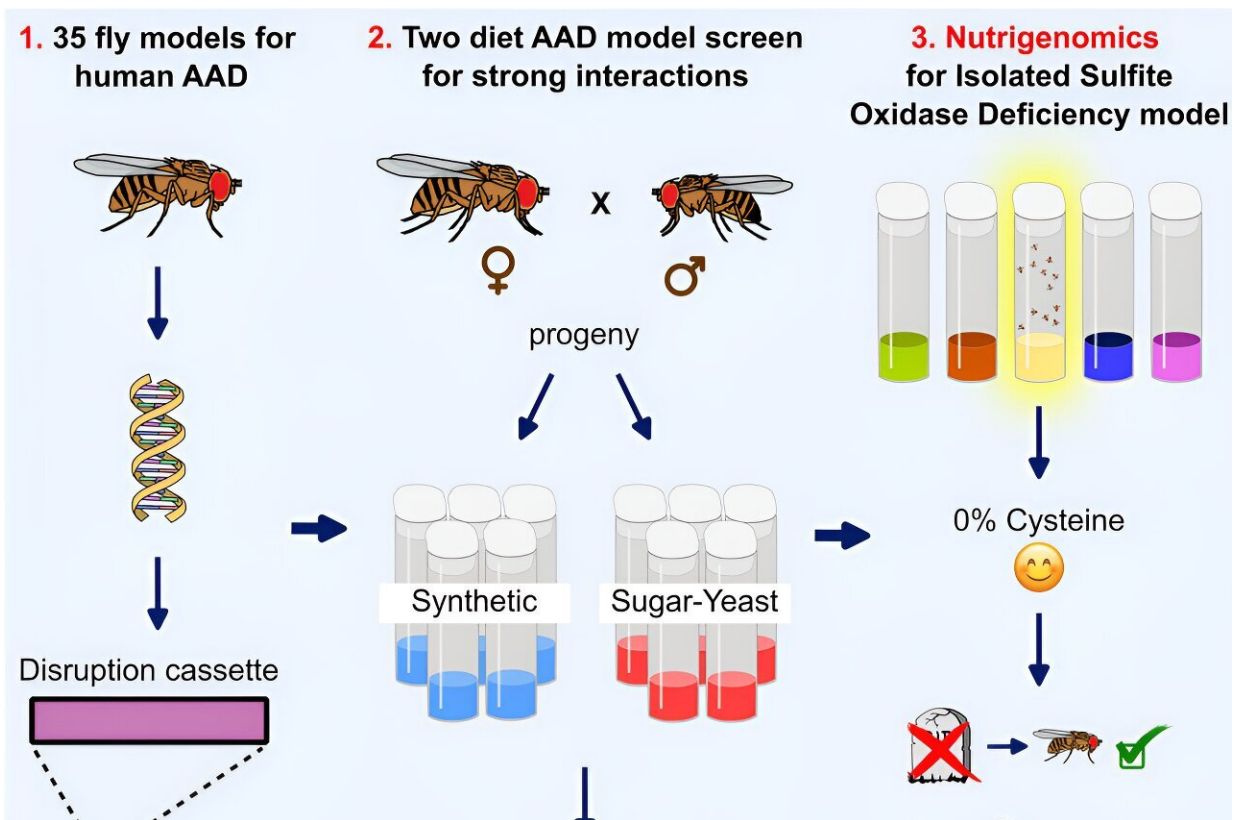 1. 35 fly models for
human AAD
2. Two diet AAD model screen
for strong interactions
3. Nutrigenomics
for Isolated Sulfite
Oxidase Deficiency model
x
♀
♂
progeny
Synthetic
Sugar-Yeast
0% Cysteine
Disruption cassette